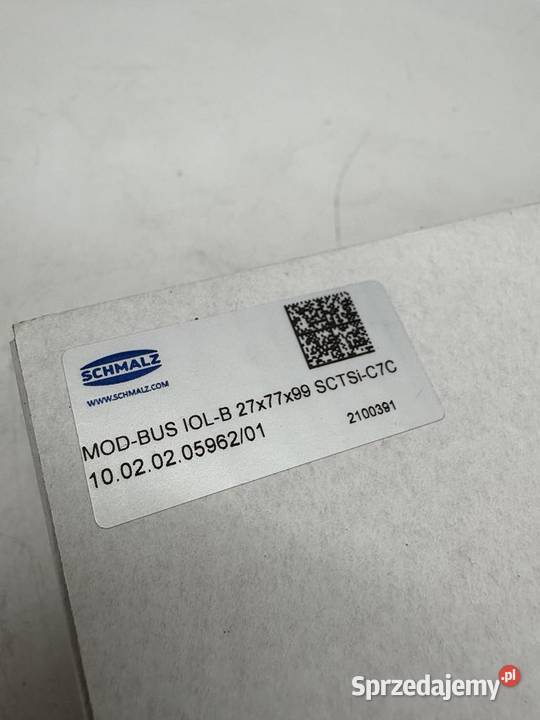 SCHMALZ
WWW.SCHMALZ.COM
MOD-BUS IOL-B 27x77x99 SCTSi-C7C
10.02.02.05962/01
2100391
Sprzedajemy.pl